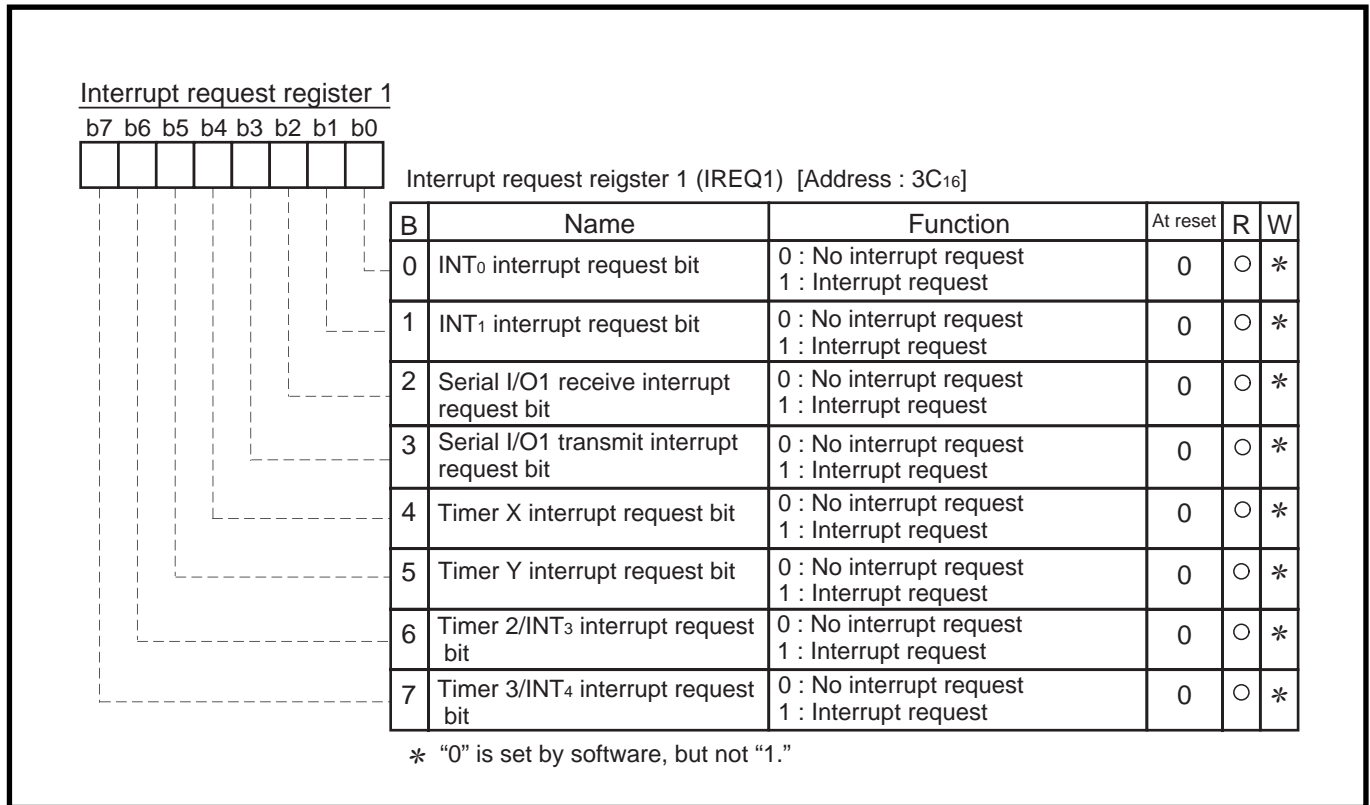 Interrupt request register 1
b7 b6 b5 b4 b3 b2 b1 b0
Interrupt request reigster 1 (IREQ1) [Address : 3C16]
B Name Function At reset R W
0 INT0 interrupt request bit 0 : No interrupt request 0 ○ *
1 : Interrupt request
1 INT1 interrupt request bit 0 : No interrupt request 0 ○ *
1 : Interrupt request
2 Serial I/O1 receive interrupt 0 : No interrupt request 0 ○ *
request bit 1 : Interrupt request
3 Serial I/O1 transmit interrupt 0 : No interrupt request 0 ○ *
request bit 1 : Interrupt request
4 Timer X interrupt request bit 0 : No interrupt request 0 ○ *
1 : Interrupt request
5 Timer Y interrupt request bit 0 : No interrupt request 0 ○ *
1 : Interrupt request
6 Timer 2/INT3 interrupt request 0 : No interrupt request 0 ○ *
bit 1 : Interrupt request
7 Timer 3/INT4 interrupt request 0 : No interrupt request 0 ○ *
bit 1 : Interrupt request
* “0” is set by software, but not “1.”